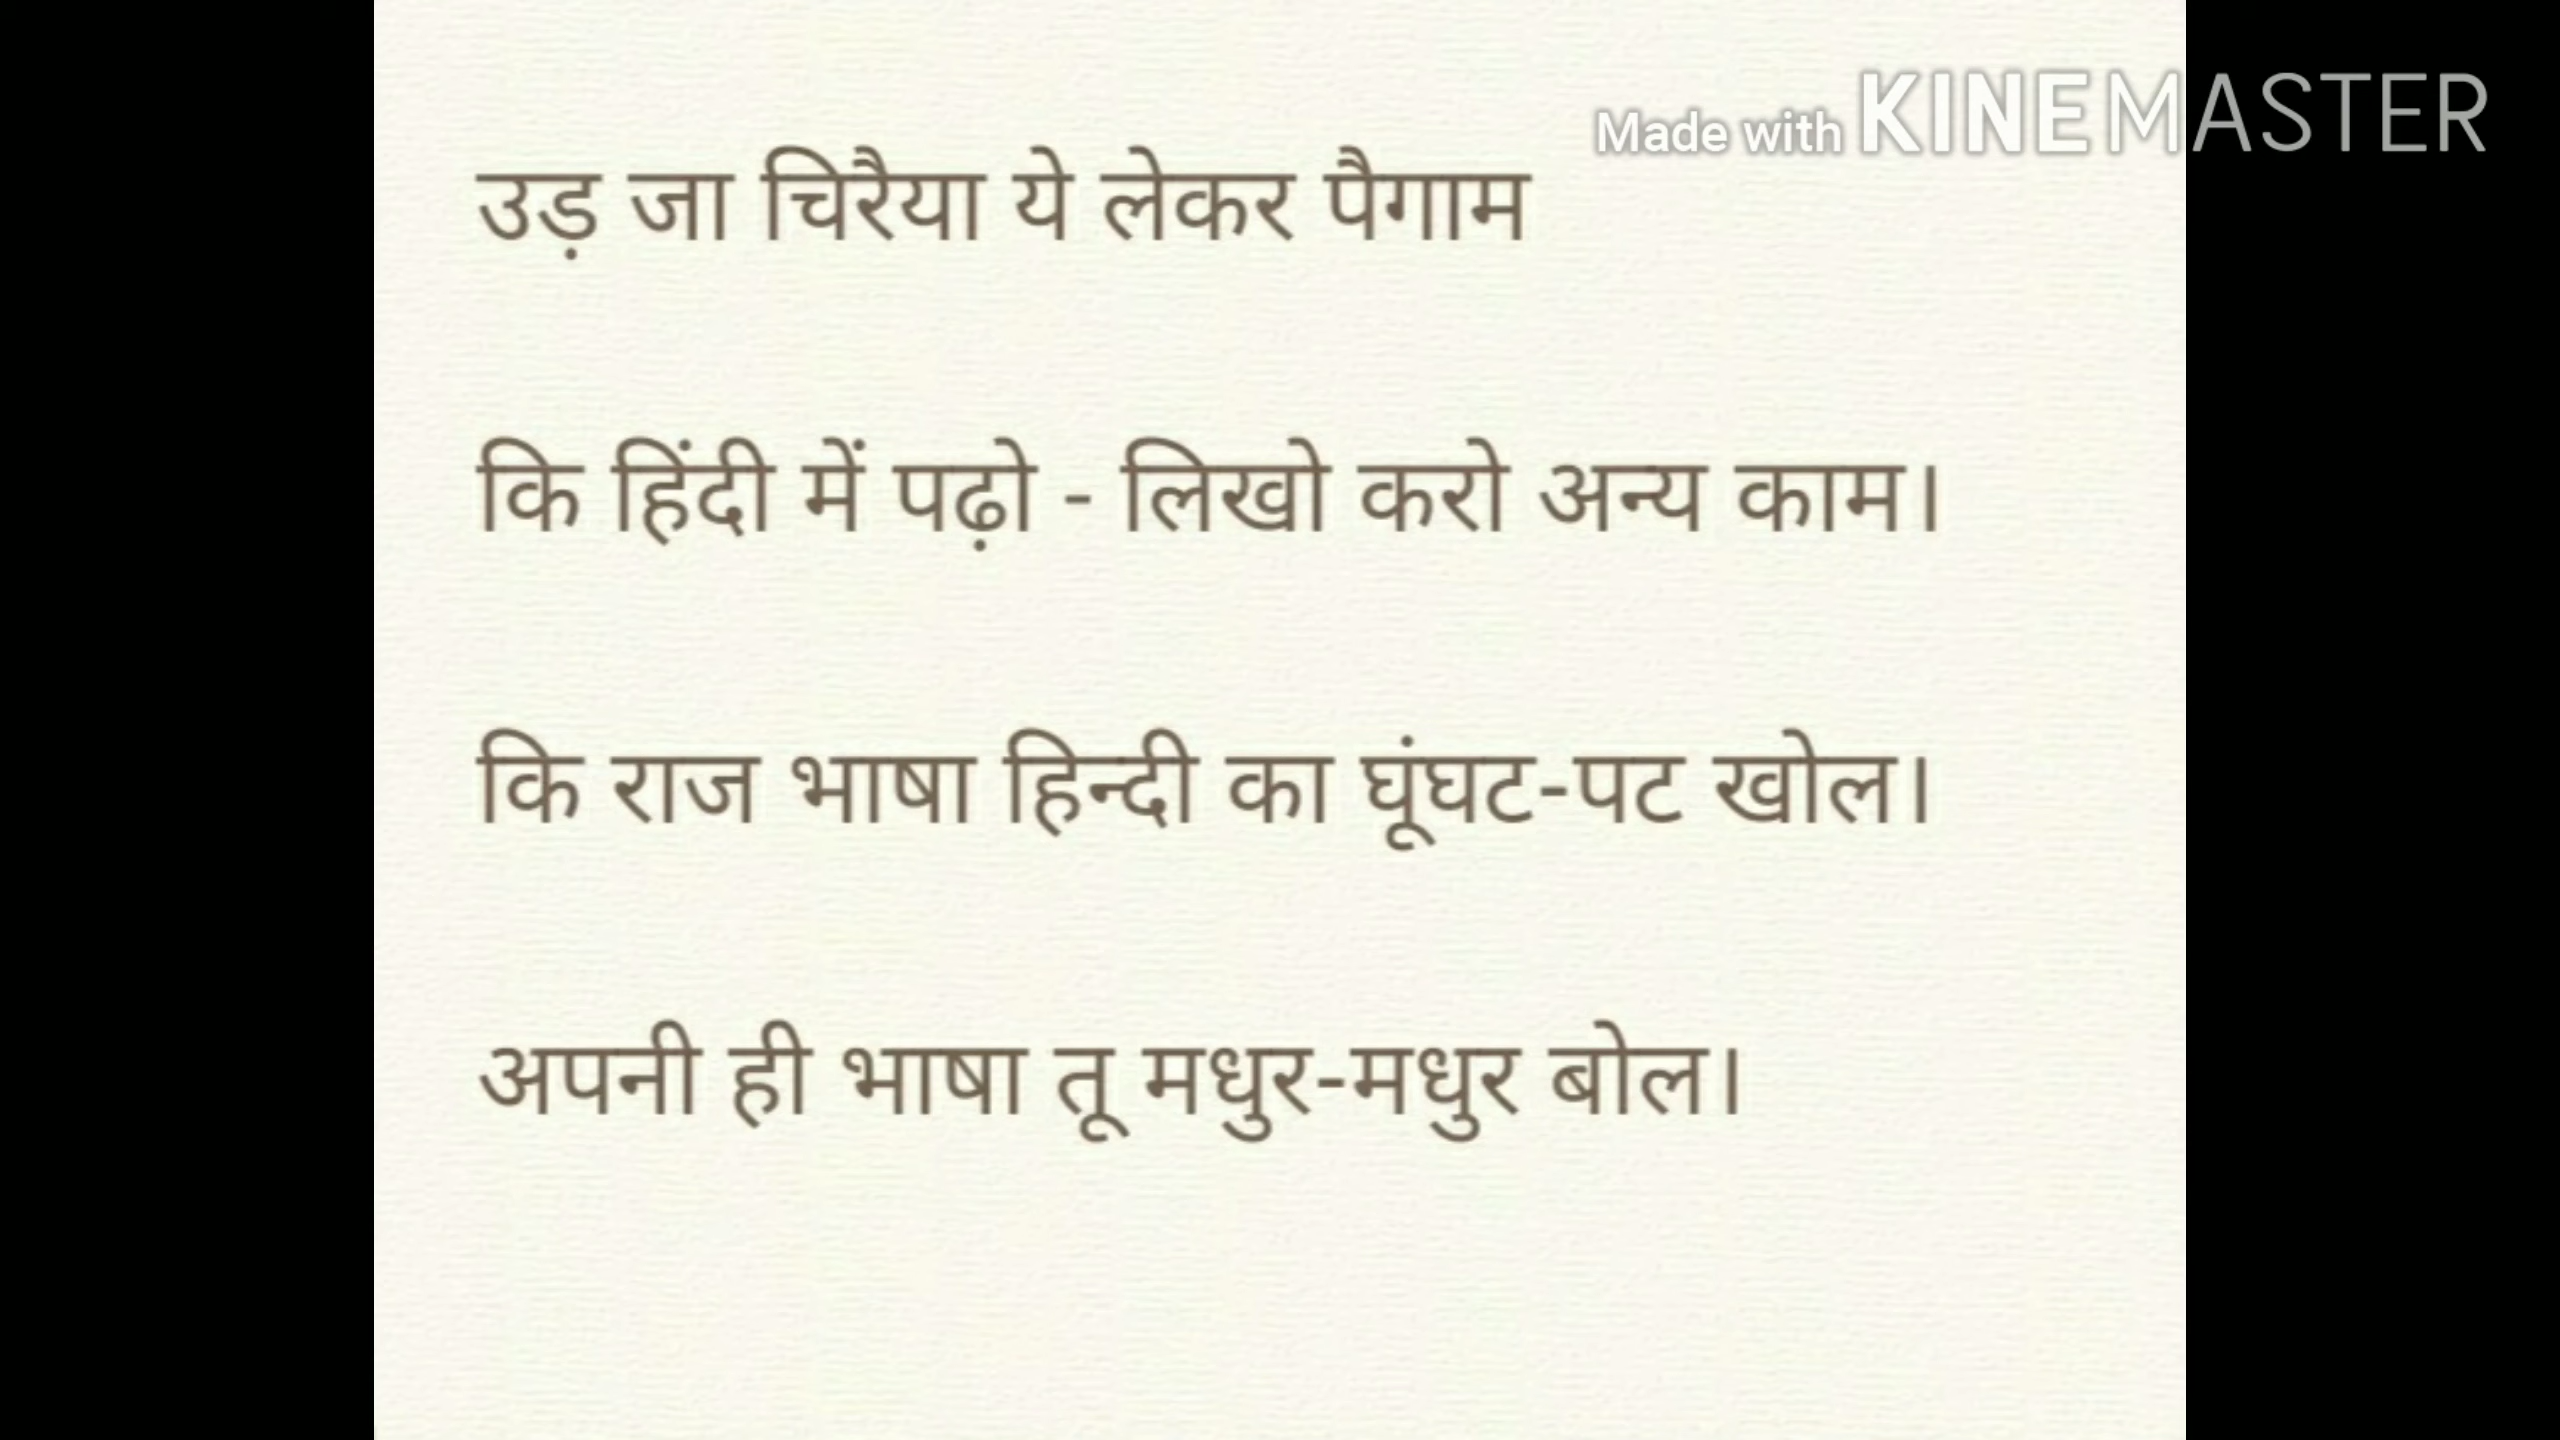 Made with KINEMASTER
उड़ जा चिरैया ये लेकर पैगाम
कि हिंदी में पढ़ो - लिखो करो अन्य काम।
कि राज भाषा हिन्दी का घूंघट-पट खोल।
अपनी ही भाषा तू मधुर-मधुर बोल।